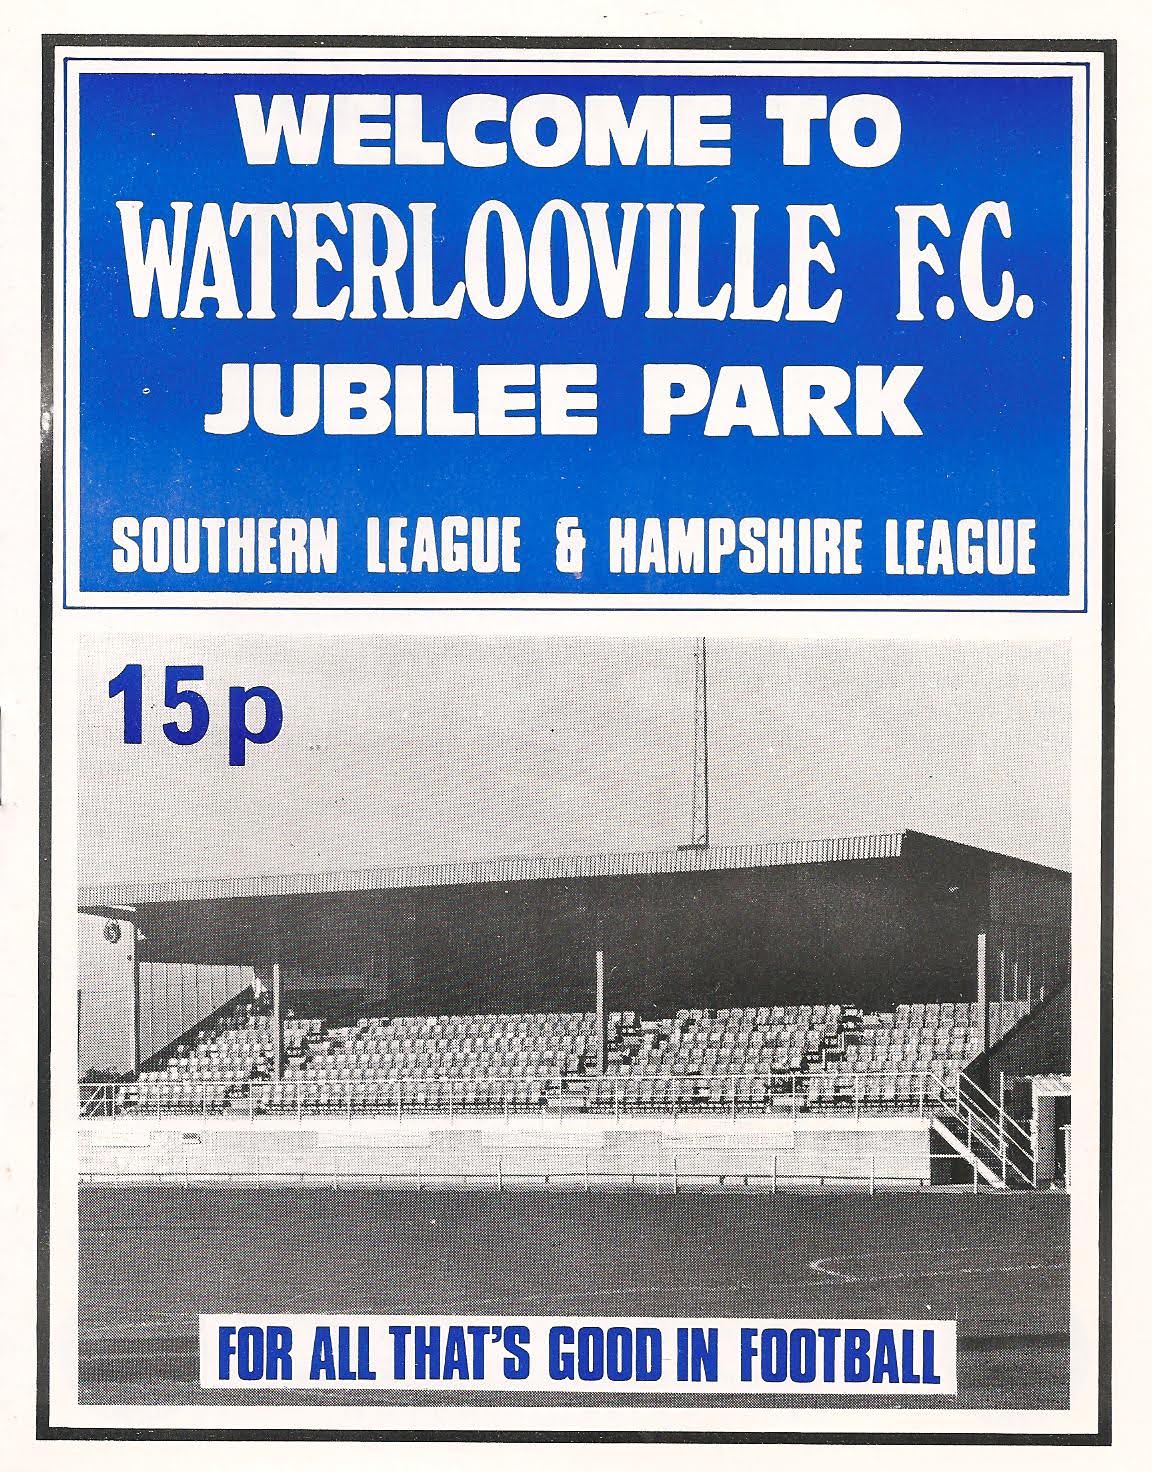 WELCOME TO
WATERLOOVILLE F.C.
JUBILEE PARK
SOUTHERN LEAGUE & HAMPSHIRE LEAGUE
15p
FOR ALL THAT'S GOOD IN FOOTBALL